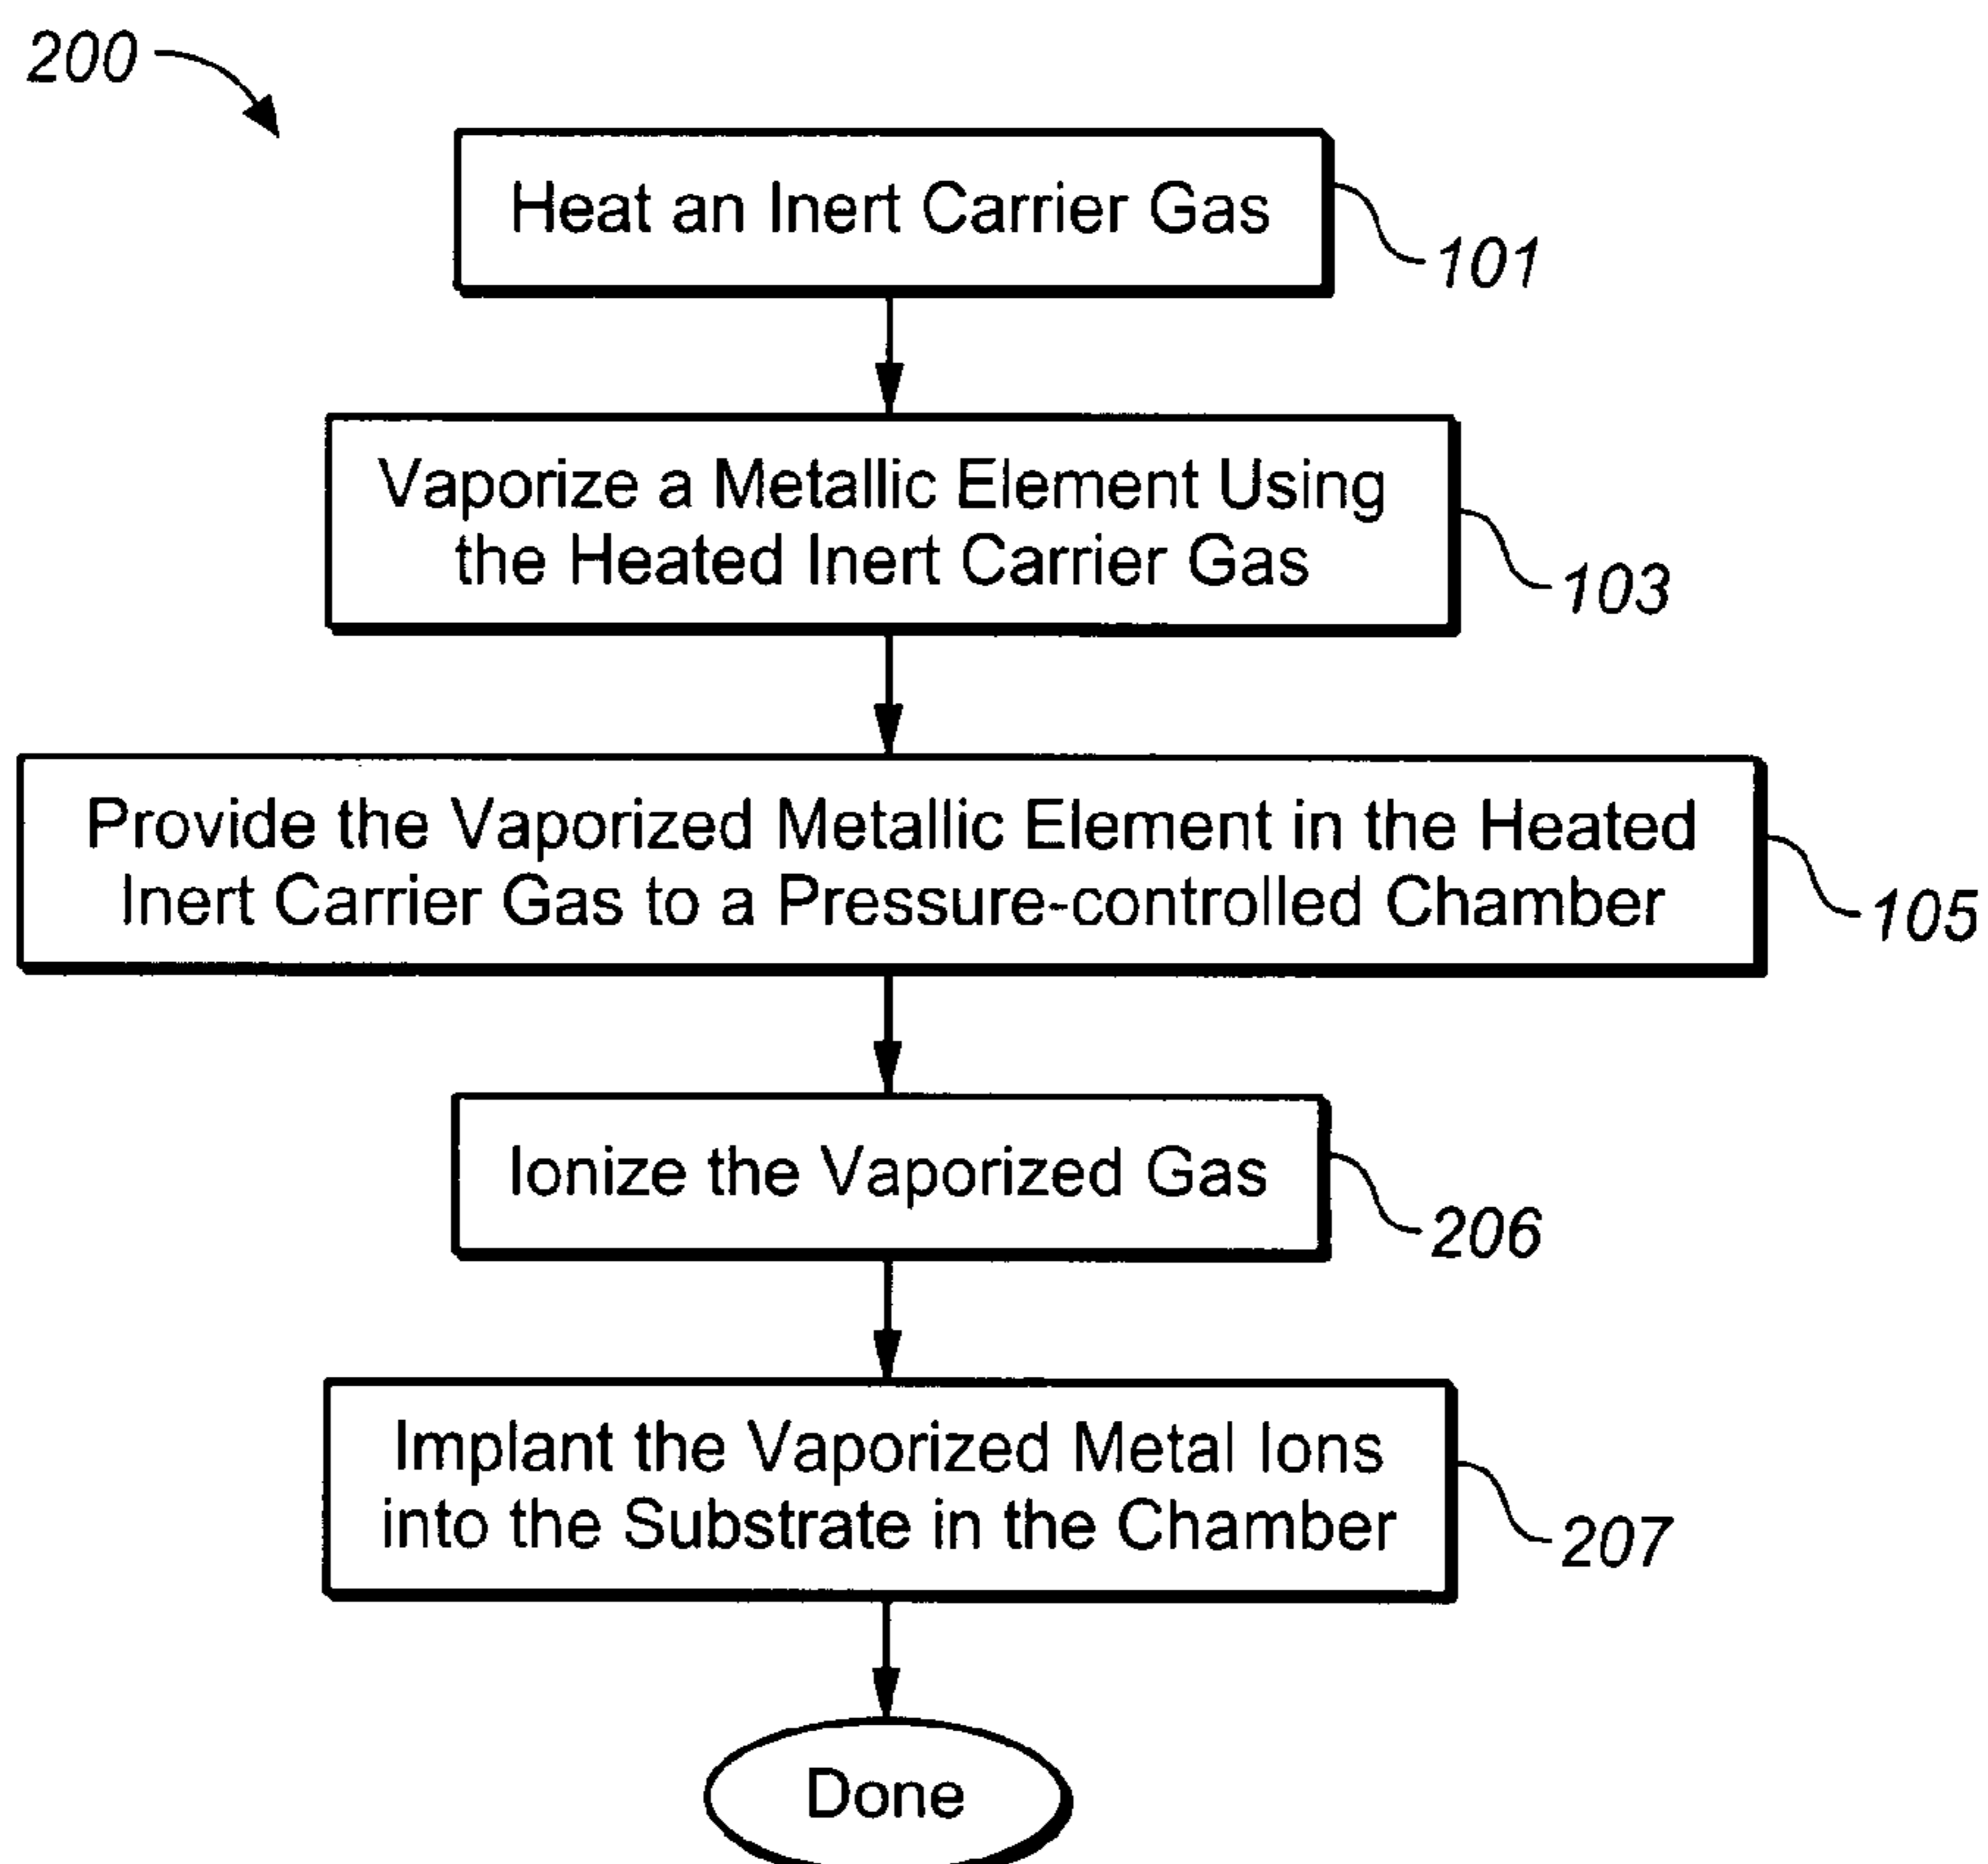 200
Heat an Inert Carrier Gas
101
Vaporize a Metallic Element Using
the Heated Inert Carrier Gas
103
Provide the Vaporized Metallic Element in the Heated
Inert Carrier Gas to a Pressure-controlled Chamber
105
Ionize the Vaporized Gas
206
Implant the Vaporized Metal Ions
into the Substrate in the Chamber
207
Done